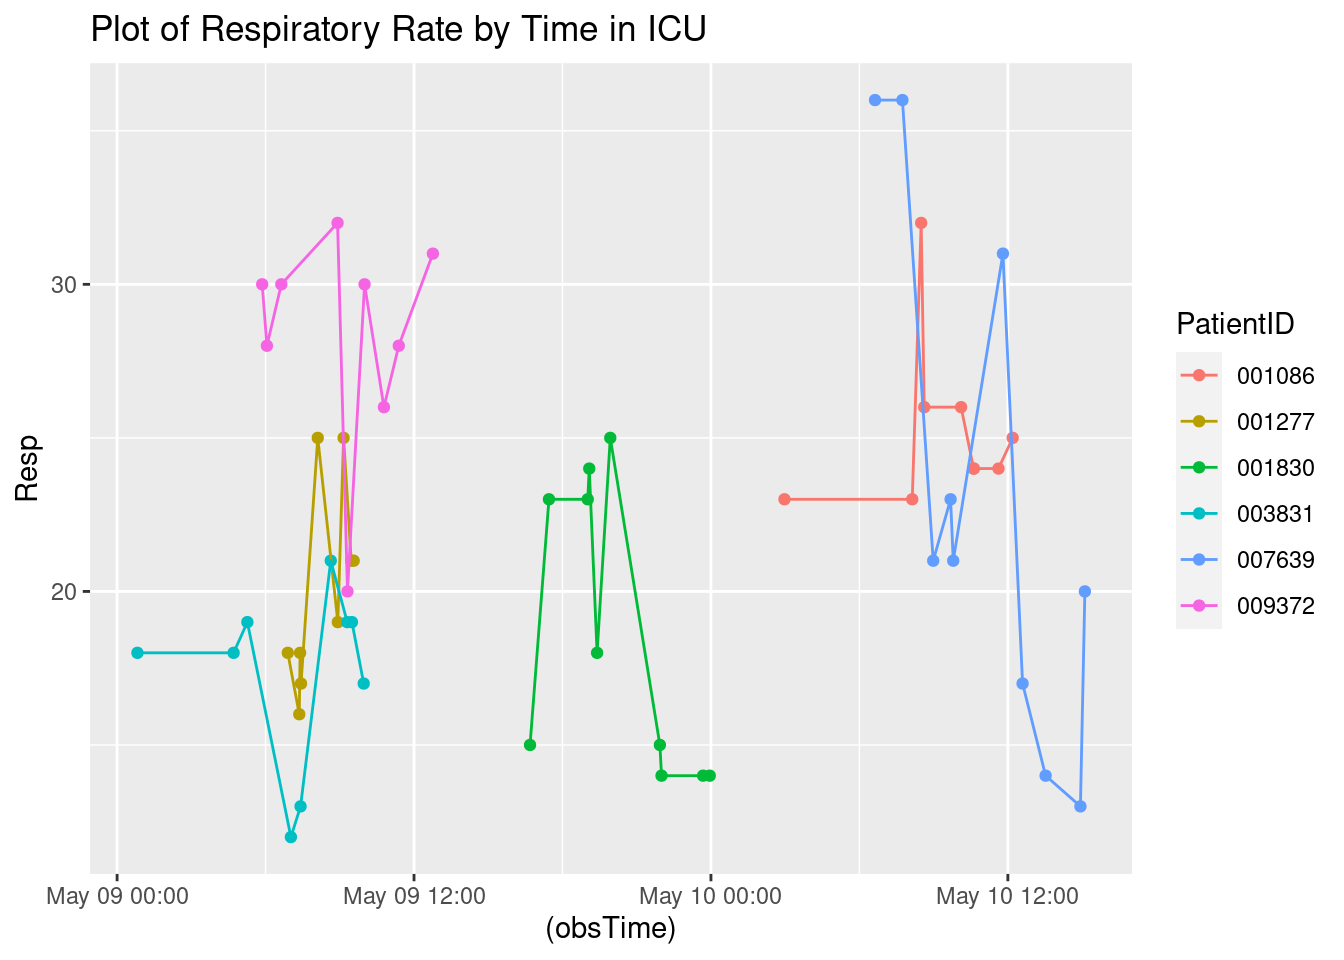 Plot of Respiratory Rate by Time in ICU
Resp
30
20
May 09 00:00
May 09 12:00
May 10 00:00
May 10 12:00
(obsTime)
PatientID
001086
001277
001830
003831
007639
009372